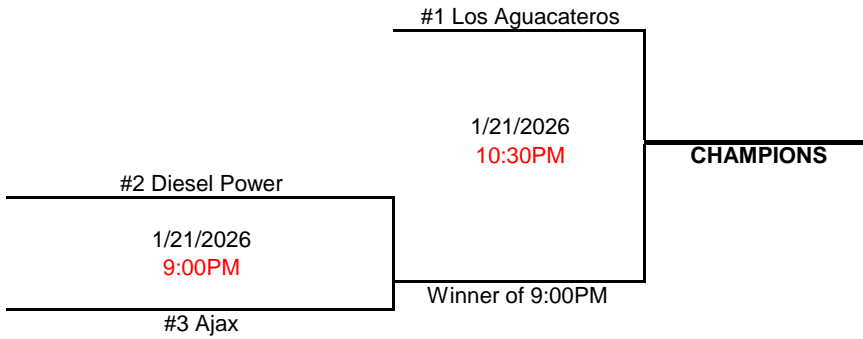 #1 Los Aguacateros
1/21/2026
10:30PM
CHAMPIONS
#2 Diesel Power
1/21/2026
9:00PM
Winner of 9:00PM
#3 Ajax